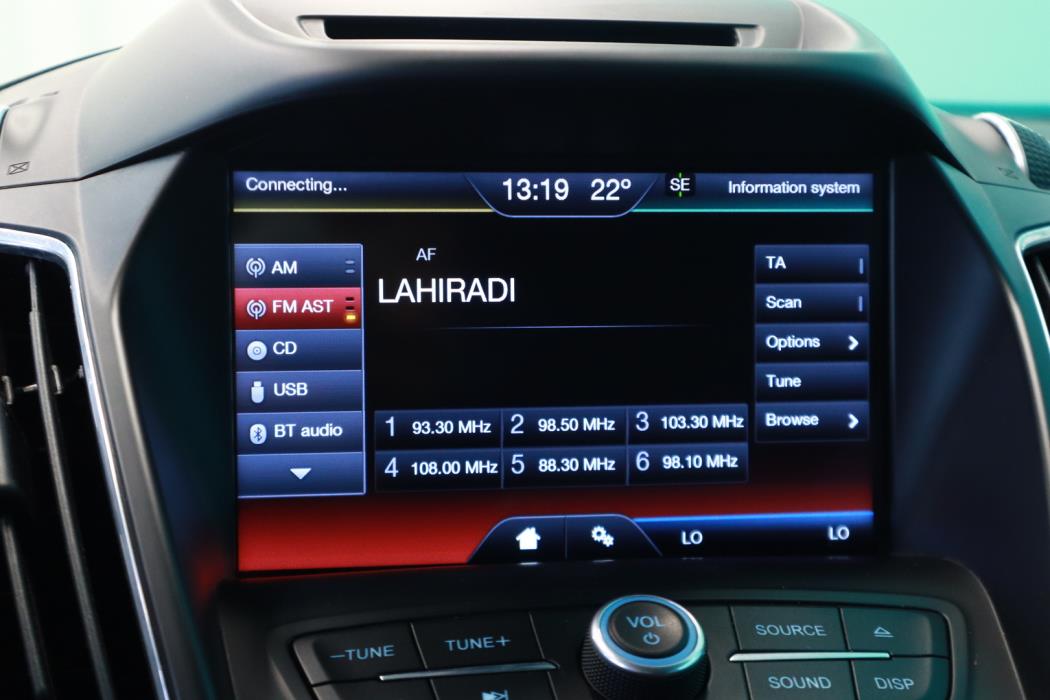 Connecting...
13:19 22°
SE
Information system
AM
FM AST
CD
USB
BT audio
AF
LAHIRADI
1 93.30 MHz 2 98.50 MHz 3 103.30 MHz
4 108.00 MHz 5 88.30 MHz 6 98.10 MHz
TA
Scan
Options
Tune
Browse
LO
LO
–TUNE
TUNE+
VOL
SOURCE
SOUND
DISP